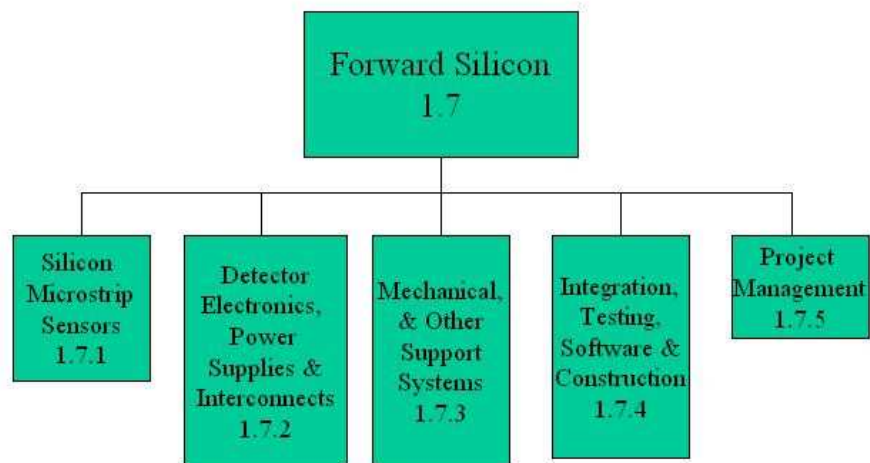 Forward Silicon
1.7
Silicon
Microstrip
Sensors
1.7.1
Detector
Electronics,
Power
Supplies &
Interconnects
1.7.2
Mechanical,
& Other
Support
Systems
1.7.3
Integration,
Testing,
Software &
Construction
1.7.4
Project
Management
1.7.5